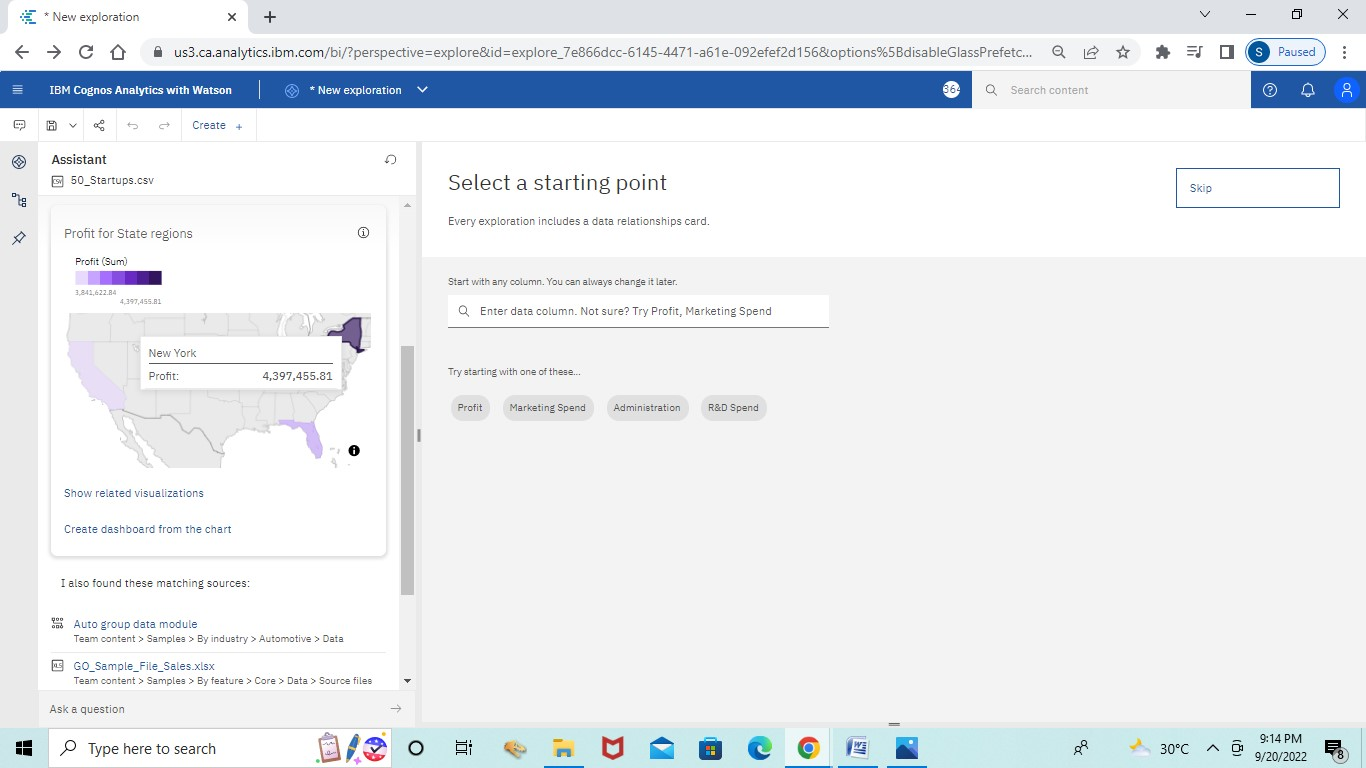 * New exploration
us3.ca.analytics.ibm.com/bi/?perspective=explore&id=explore_7e866dcc-6145-4471-a61e-092efef2d156&options%5BdisableGlassPrefetc...
S Paused
IBM Cognos Analytics with Watson
* New exploration
364
Search content
Create +
Assistant
CSV 50_Startups.csv
Profit for State regions
Profit (Sum)
3,841,622.84
4,397,455.81
New York
Profit: 4,397,455.81
Show related visualizations
Create dashboard from the chart
I also found these matching sources:
Auto group data module
Team content > Samples > By industry > Automotive > Data
XLS GO_Sample_File_Sales.xlsx
Team content > Samples > By feature > Core > Data > Source files
Ask a question
Select a starting point
Skip
Every exploration includes a data relationships card.
Start with any column. You can always change it later.
Enter data column. Not sure? Try Profit, Marketing Spend
Try starting with one of these...
Profit Marketing Spend Administration R&D Spend
Type here to search
30°C
9:14 PM
9/20/2022
8